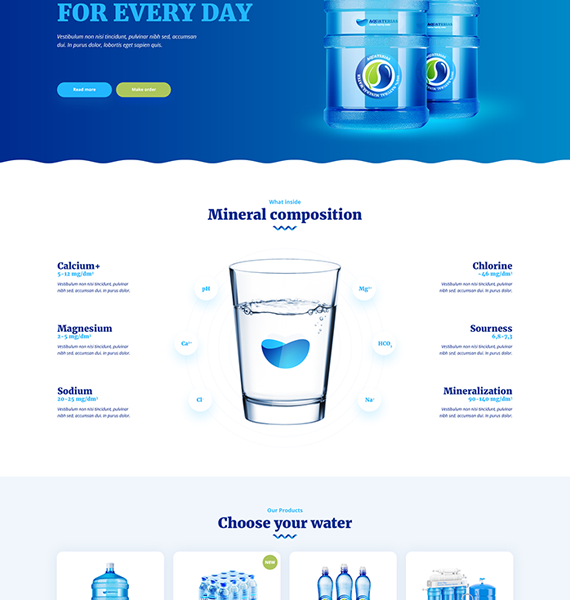 FOR EVERY DAY
Vestibulum non nisi tincidunt, pulvinar nibh sed, accumsan
dui. In purus dolor, lobortis eget sapien quis.
AQUATERIAL
Read more
Make order
What inside
Mineral composition
Calcium+
5-12 mg/dm³
Vestibulum non nisi tincidunt, pulvinar
nibh sed, accumsan dui. In purus dolor.
Magnesium
2-5 mg/dm³
Vestibulum non nisi tincidunt, pulvinar
nibh sed, accumsan dui. In purus dolor.
Sodium
20-25 mg/dm³
Vestibulum non nisi tincidunt, pulvinar
nibh sed, accumsan dui. In purus dolor.
pH
Ca²⁺
Cl
Mg²⁺
HCO₃
Na⁺
Chlorine
~46 mg/dm³
Vestibulum non nisi tincidunt, pulvinar
nibh sed, accumsan dui. In purus dolor.
Sourness
6,6-7,3
Vestibulum non nisi tincidunt, pulvinar
nibh sed, accumsan dui. In purus dolor.
Mineralization
90-140 mg/dm³
Vestibulum non nisi tincidunt, pulvinar
nibh sed, accumsan dui. In purus dolor.
Our Products
Choose your water
NEW